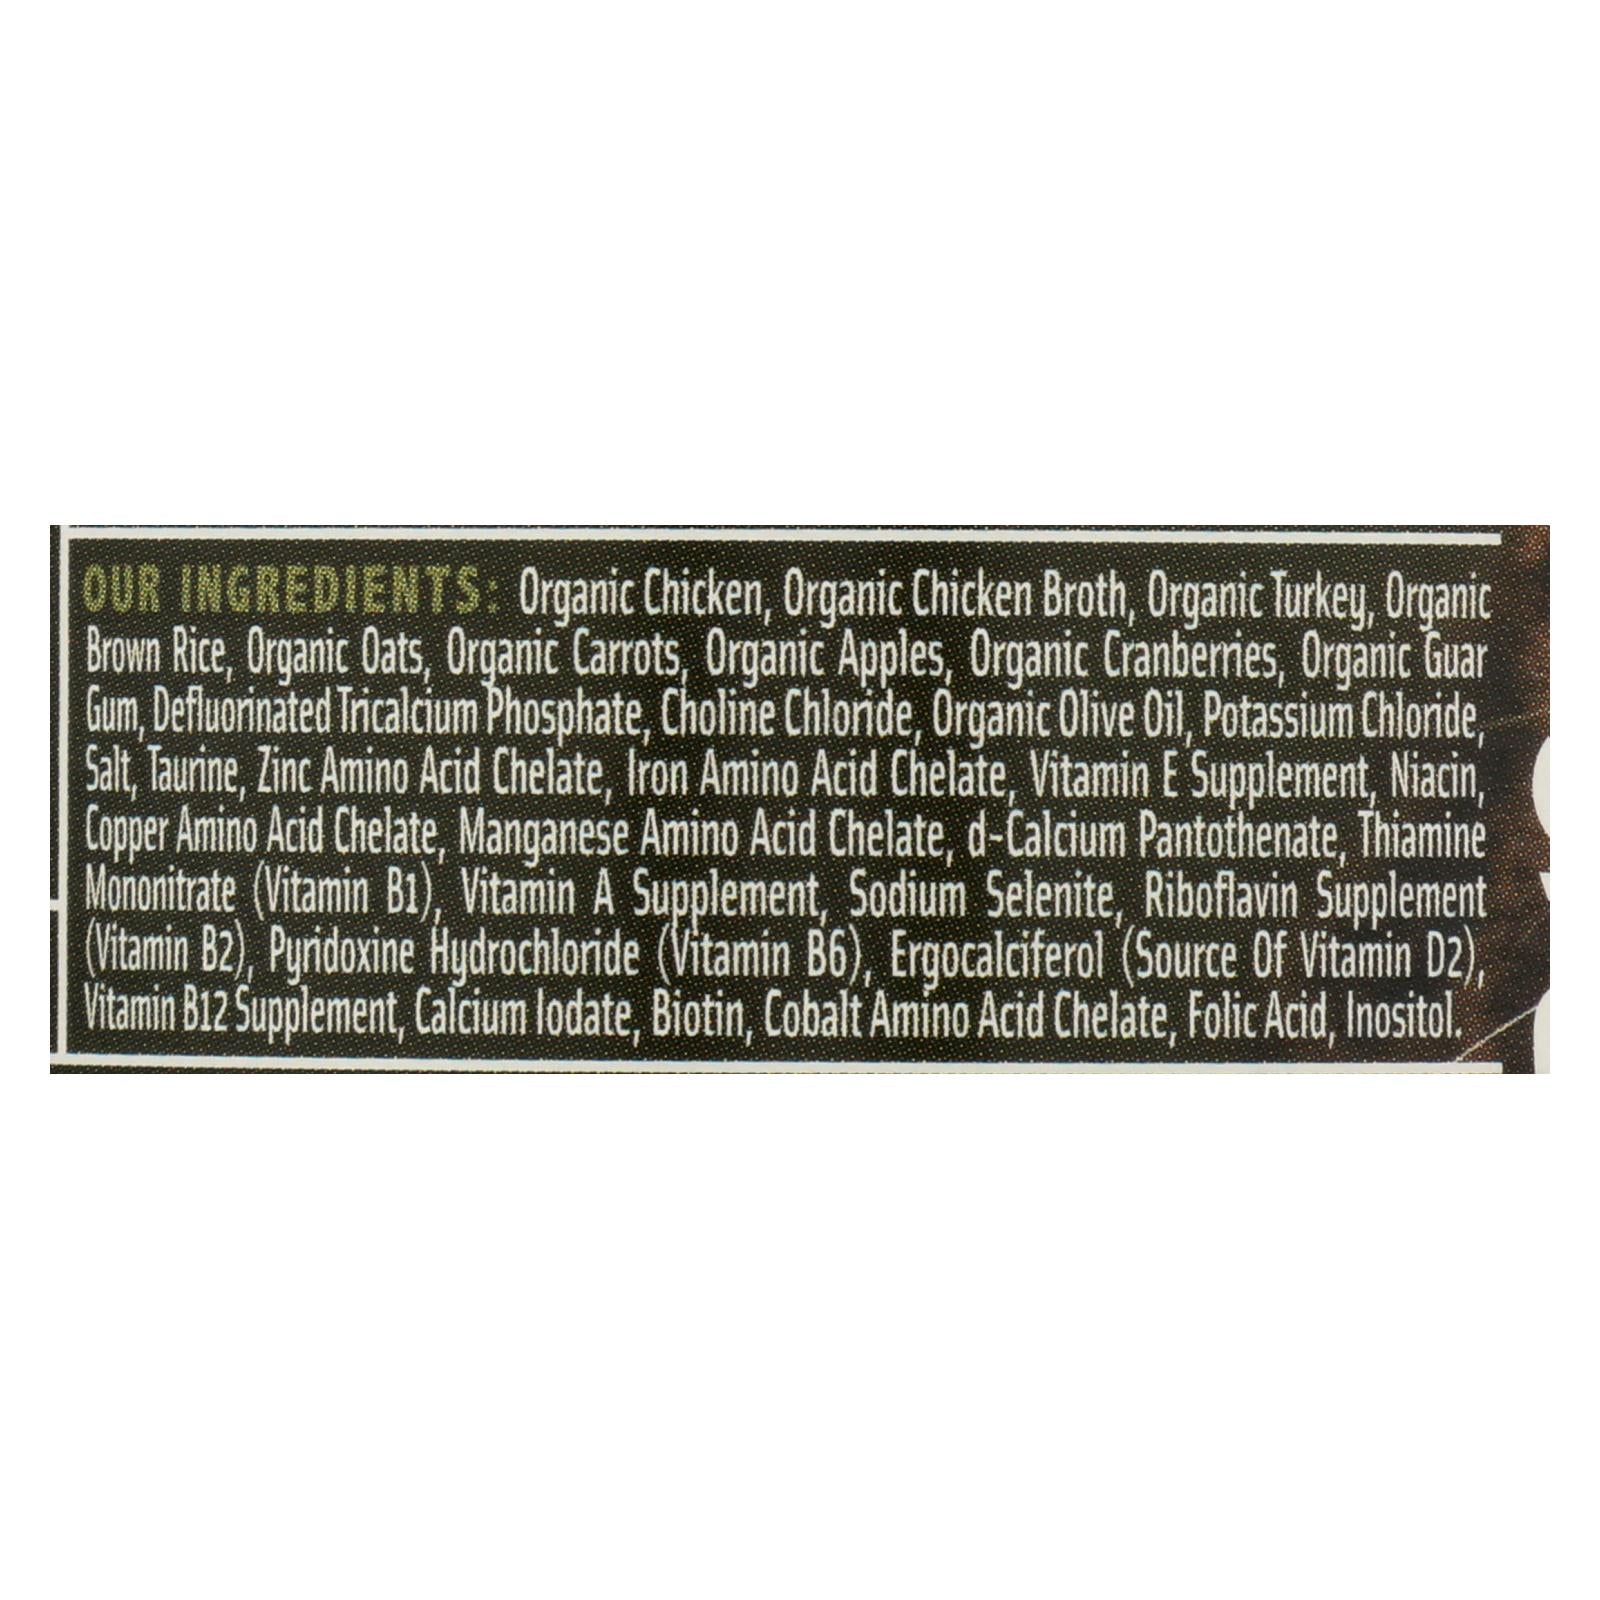 OUR INGREDIENTS: Organic Chicken, Organic Chicken Broth, Organic Turkey, Organic
Brown Rice, Organic Oats, Organic Carrots, Organic Apples, Organic Cranberries, Organic Guar
Gum, Defluorinated Tricalcium Phosphate, Choline Chloride, Organic Olive Oil, Potassium Chloride,
Salt, Taurine, Zinc Amino Acid Chelate, Iron Amino Acid Chelate, Vitamin E Supplement, Niacin,
Copper Amino Acid Chelate, Manganese Amino Acid Chelate, d-Calcium Pantothenate, Thiamine
Mononitrate (Vitamin B1), Vitamin A Supplement, Sodium Selenite, Riboflavin Supplement
(Vitamin B2), Pyridoxine Hydrochloride (Vitamin B6), Ergocalciferol (Source Of Vitamin D2),
Vitamin B12 Supplement, Calcium Iodate, Biotin, Cobalt Amino Acid Chelate, Folic Acid, Inositol.